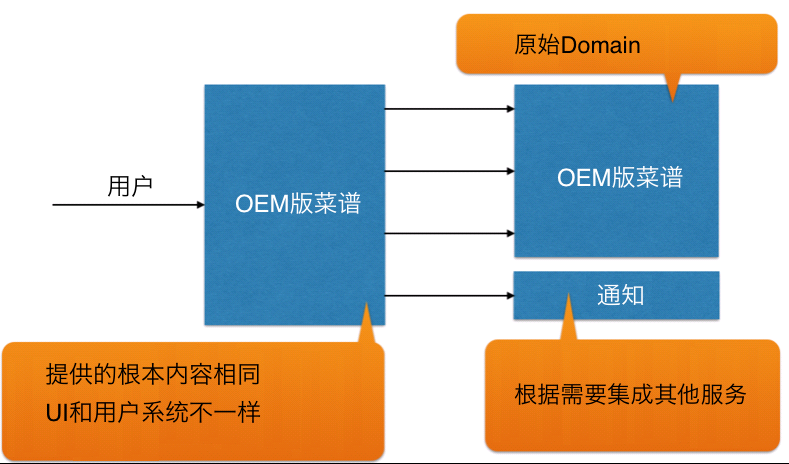 原始Domain
用户
OEM版菜谱
OEM版菜谱
通知
提供的根本内容相同
UI和用户系统不一样
根据需要集成其他服务